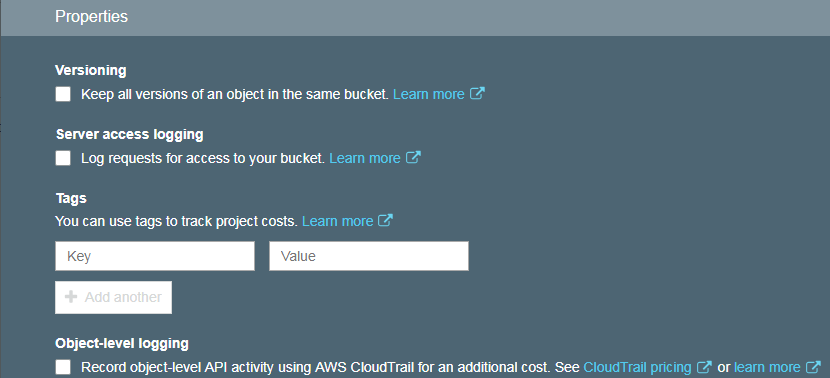 Properties
Versioning
Keep all versions of an object in the same bucket. Learn more
Server access logging
Log requests for access to your bucket. Learn more
Tags
You can use tags to track project costs. Learn more
Key Value
Add another
Object-level logging
Record object-level API activity using AWS CloudTrail for an additional cost. See CloudTrail pricing or learn more